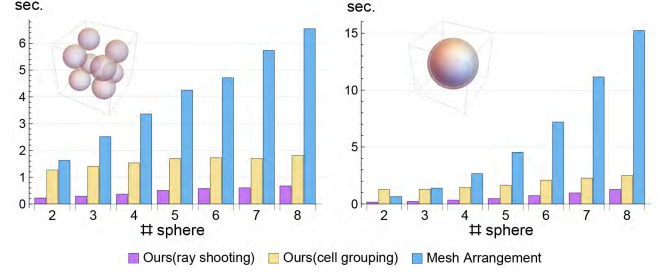 sec.
6
5
4
3
2
1
0
2 3 4 5 6 7 8
# sphere
sec.
15
10
5
0
2 3 4 5 6 7 8
# sphere
Ours(ray shooting) Ours(cell grouping) Mesh Arrangement